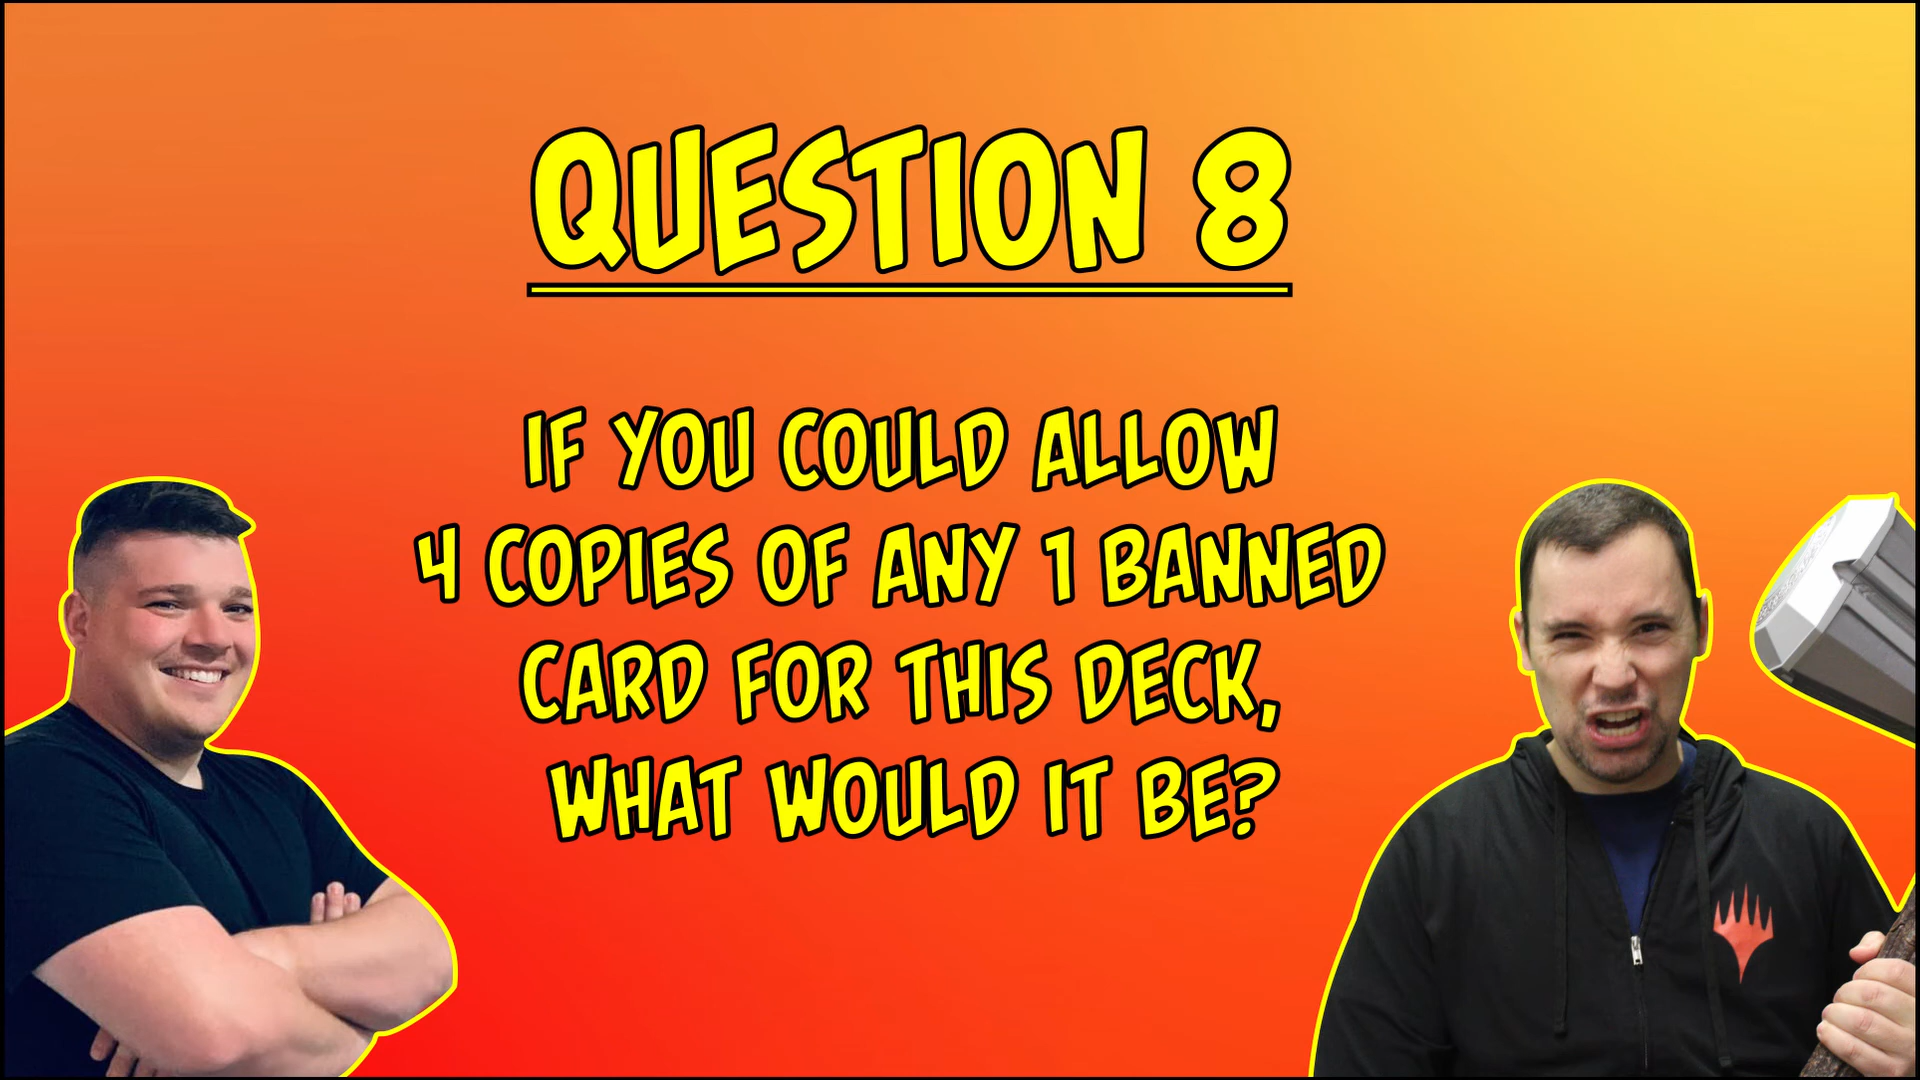 QUESTION 8
IF YOU COULD ALLOW
4 COPIES OF ANY 1 BANNED
CARD FOR THIS DECK,
WHAT WOULD IT BE?